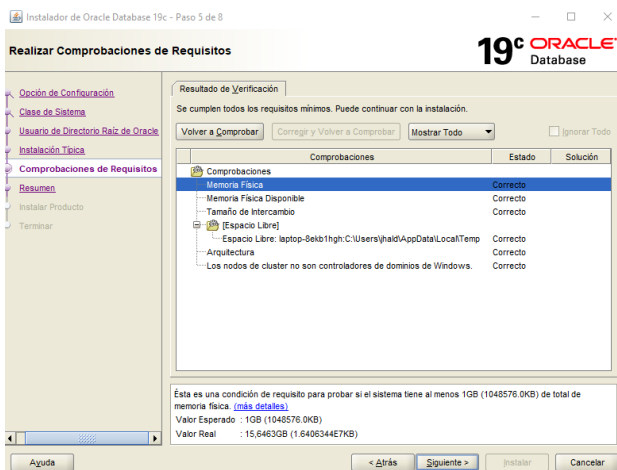 Instalador de Oracle Database 19c - Paso 5 de 8
Realizar Comprobaciones de Requisitos
19c ORACLE
Database
Opción de Configuración
Clase de Sistema
Usuario de Directorio Raíz de Oracle
Instalación Típica
Comprobaciones de Requisitos
Resumen
Instalar Producto
Terminar
Resultado de Verificación
Se cumplen todos los requisitos mínimos. Puede continuar con la instalación.
Volver a Comprobar Corregir y Volver a Comprobar Mostrar Todo Ignorar Todo
Comprobaciones Estado Solución
Comprobaciones
Memoria Física Correcto
Memoria Física Disponible Correcto
Tamaño de Intercambio Correcto
[Espacio Libre]
Espacio Libre: laptop-8ekb1hgh:C:\Users\jhald\AppData\Local\Temp Correcto
Arquitectura Correcto
Los nodos de cluster no son controladores de dominios de Windows. Correcto
Ésta es una condición de requisito para probar si el sistema tiene al menos 1GB (1048576.0KB) de total de
memoria física. (más detalles)
Valor Esperado : 1GB (1048576.0KB)
Valor Real : 15,6463GB (1.6406344E7KB)
Ayuda < Atrás Siguiente > Instalar Cancelar